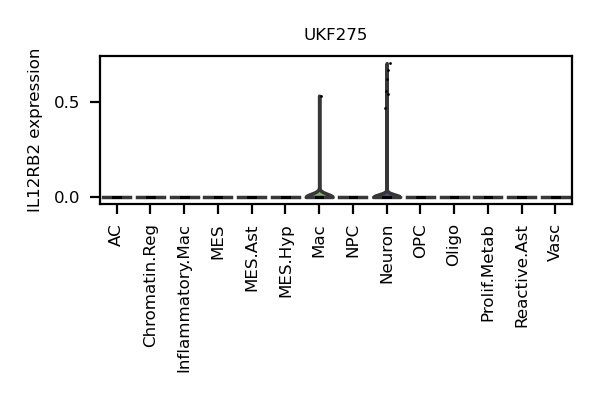 UKF275
IL12RB2 expression
0.5
0.0
AC
Chromatin.Reg
Inflammatory.Mac
MES
MES.Ast
MES.Hyp
Mac
NPC
Neuron
OPC
Oligo
Prolif.Metab
Reactive.Ast
Vasc